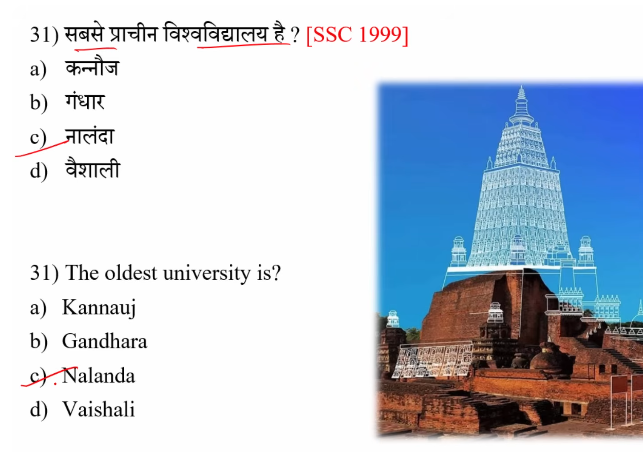 31) सबसे प्राचीन विश्वविद्यालय है ? [SSC 1999]
a) कन्नौज
b) गंधार
c) नालंदा
d) वैशाली
31) The oldest university is?
a) Kannauj
b) Gandhara
c) . Nalanda
d) Vaishali